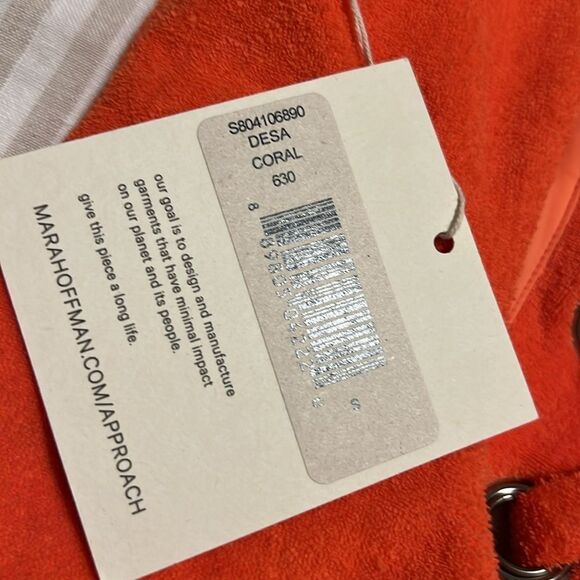 S804106890
DESA
CORAL
630
our goal is to design and manufacture
garments that have minimal impact
on our planet and its people.
give this piece a long life.
MARAHOFFMAN.COM/APPROACH